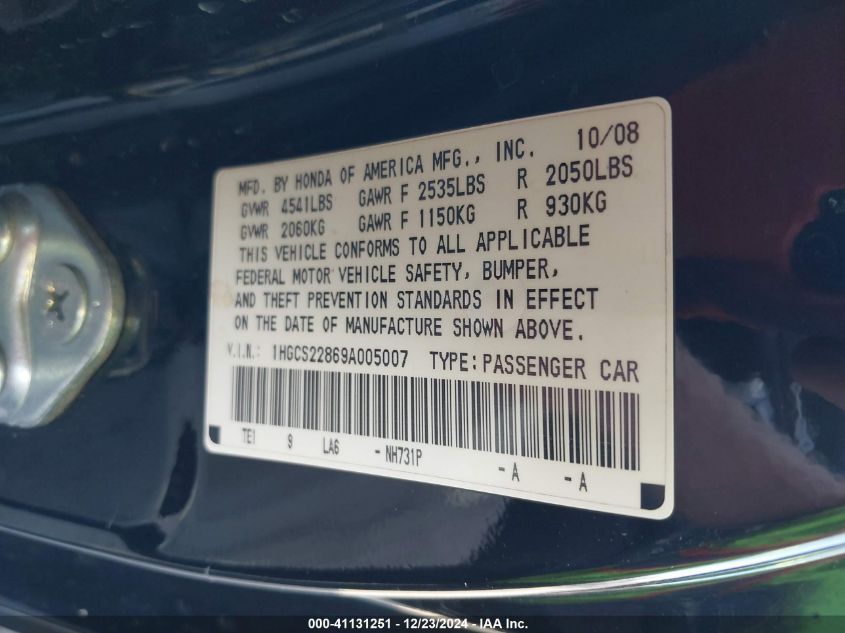 10/08
MFD. BY HONDA OF AMERICA MFG., INC.
GVWR 4541LBS GAWR F 2535LBS R 2050LBS
GVWR 2060KG GAWR F 1150KG R 930KG
THIS VEHICLE CONFORMS TO ALL APPLICABLE
FEDERAL MOTOR VEHICLE SAFETY, BUMPER,
AND THEFT PREVENTION STANDARDS IN EFFECT
ON THE DATE OF MANUFACTURE SHOWN ABOVE.
V.I.N.: 1HGCS22869A005007 TYPE: PASSENGER CAR
TE1 9 LA6 - NH731P - A - A
000-41131251 - 12/23/2024 - IAA Inc.